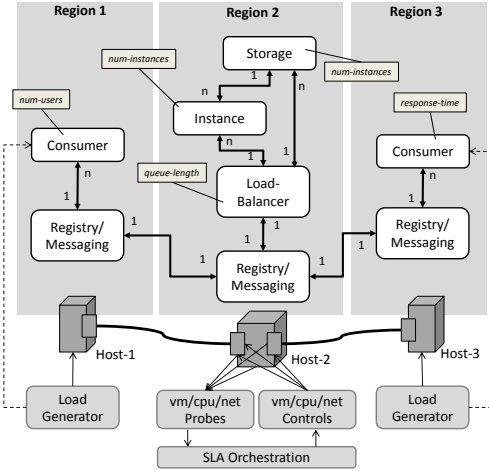 Region 1
Region 2
Region 3
Storage
num-instances
1
n
num-instances
n
num-users
Instance
response-time
Consumer
n
1
1
Consumer
n
queue-length
Load-
Balancer
n
1
1
1
Registry/
Messaging
1
Registry/
Messaging
1
1
1
1
Registry/
Messaging
Host-1
Host-2
Host-3
Load
Generator
vm/cpu/net
Probes
vm/cpu/net
Controls
Load
Generator
SLA Orchestration